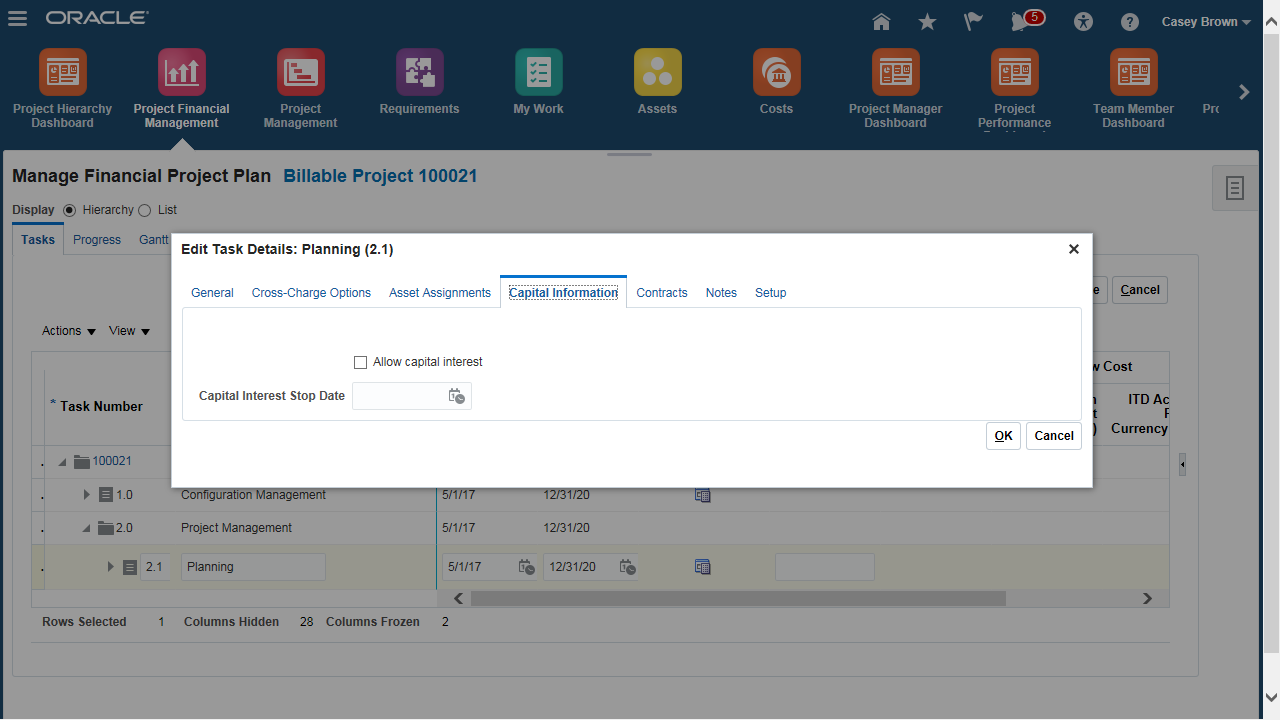 ORACLE
5
Casey Brown
Project Hierarchy
Dashboard
Project Financial
Management
Project
Management
Requirements
My Work
Assets
Costs
Project Manager
Dashboard
Project
Performance
Team Member
Dashboard
Manage Financial Project Plan Billable Project 100021
Display Hierarchy List
Tasks Progress Gantt
Cancel
Actions View
Edit Task Details: Planning (2.1)
General Cross-Charge Options Asset Assignments Capital Information Contracts Notes Setup
Allow capital interest
Capital Interest Stop Date
OK Cancel
* Task Number
Cost
ITD Ac
Currency
100021
1.0 Configuration Management 5/1/17 12/31/20
2.0 Project Management 5/1/17 12/31/20
2.1 Planning 5/1/17 12/31/20
Rows Selected 1 Columns Hidden 28 Columns Frozen 2